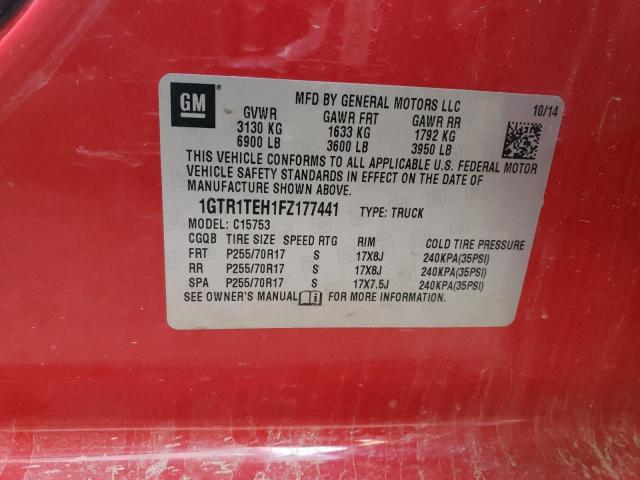 GM
MFD BY GENERAL MOTORS LLC
10/14
GVWR GAWR FRT GAWR RR
3130 KG 1633 KG 1792 KG
6900 LB 3600 LB 3950 LB
THIS VEHICLE CONFORMS TO ALL APPLICABLE U.S. FEDERAL MOTOR
VEHICLE SAFETY STANDARDS IN EFFECT ON THE DATE OF
MANUFACTURE SHOWN ABOVE.
1GTR1TEH1FZ177441 TYPE: TRUCK
MODEL: C15753
CGQB TIRE SIZE SPEED RTG RIM COLD TIRE PRESSURE
FRT P255/70R17 S 17X8J 240KPA(35PSI)
RR P255/70R17 S 17X8J 240KPA(35PSI)
SPA P255/70R17 S 17X7.5J 240KPA(35PSI)
SEE OWNER'S MANUAL FOR MORE INFORMATION.